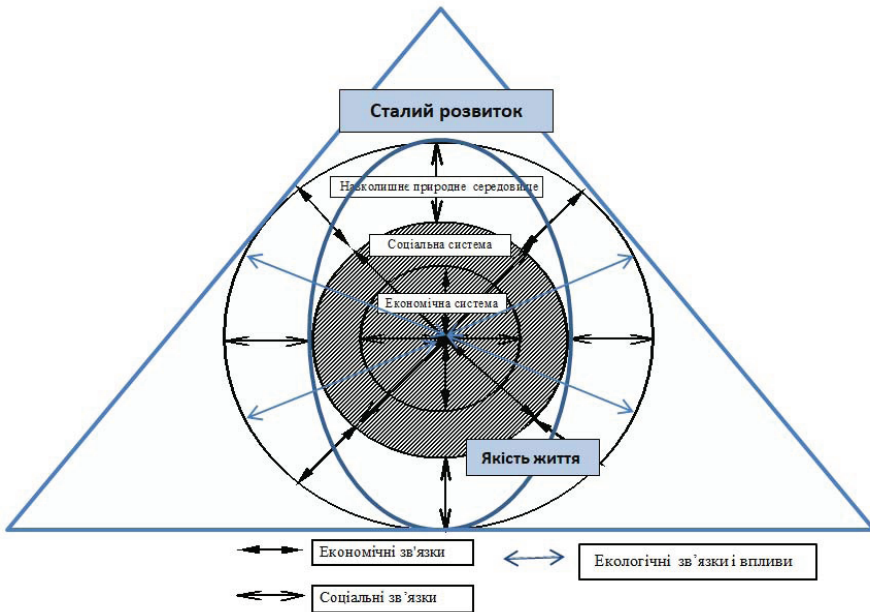 Сталий розвиток
Навколишнє природне середовище
Соціальна система
Економічна система
Якість життя
Економічні зв'язки
Екологічні зв’язки і впливи
Соціальні зв’язки